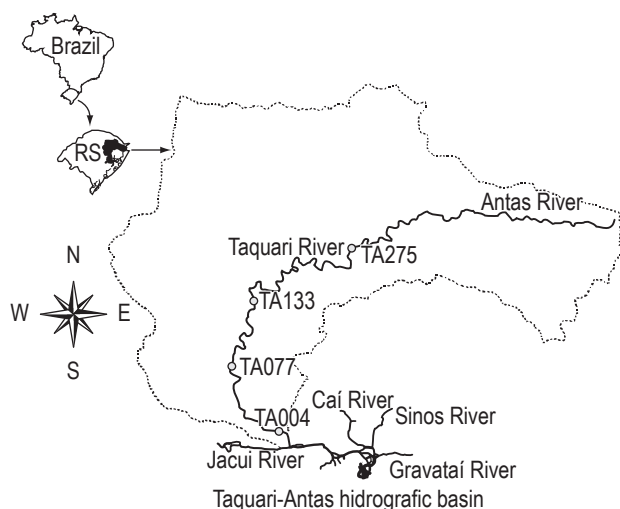 Brazil
RS
Antas River
Taquari River
TA275
N
TA133
W
E
S
TA077
TA004
Caí River
Sinos River
Jacui River
Gravataí River
Taquari-Antas hidrografic basin